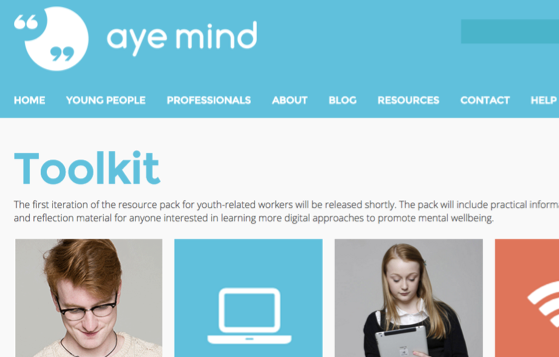 aye mind
HOME YOUNG PEOPLE PROFESSIONALS ABOUT BLOG RESOURCES CONTACT HELP
Toolkit
The first iteration of the resource pack for youth-related workers will be released shortly. The pack will include practical inform
and reflection material for anyone interested in learning more digital approaches to promote mental wellbeing.